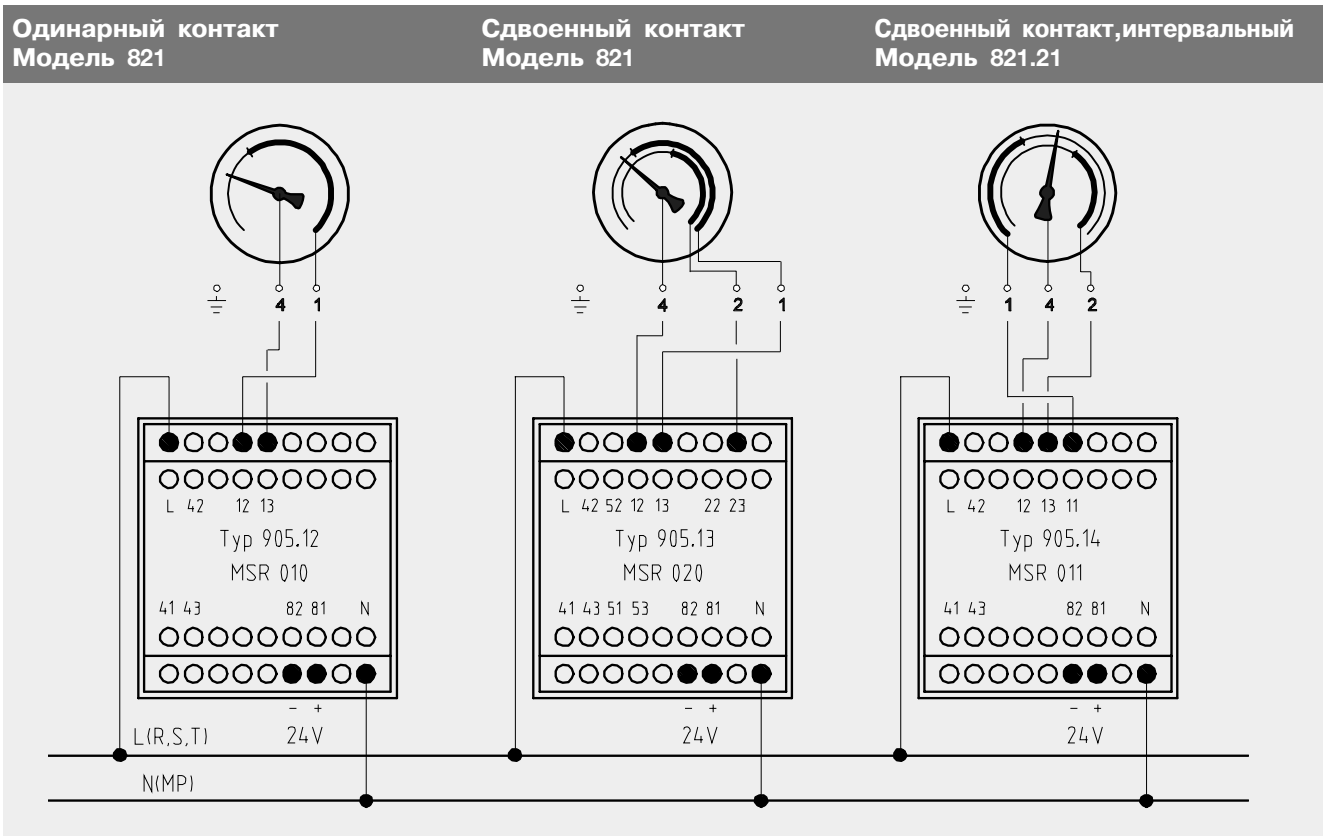 Одинарный контакт
Модель 821
Сдвоенный контакт
Модель 821
Сдвоенный контакт,интервальный
Модель 821.21
4 1
4 2 1
1 4 2
L 42 12 13
Typ 905.12
MSR 010
41 43 82 81 N
- +
24V
L 42 52 12 13 22 23
Typ 905.13
MSR 020
41 43 51 53 82 81 N
- +
24V
L 42 12 13 11
Typ 905.14
MSR 011
41 43 82 81 N
- +
24V
L(R,S,T)
N(MP)